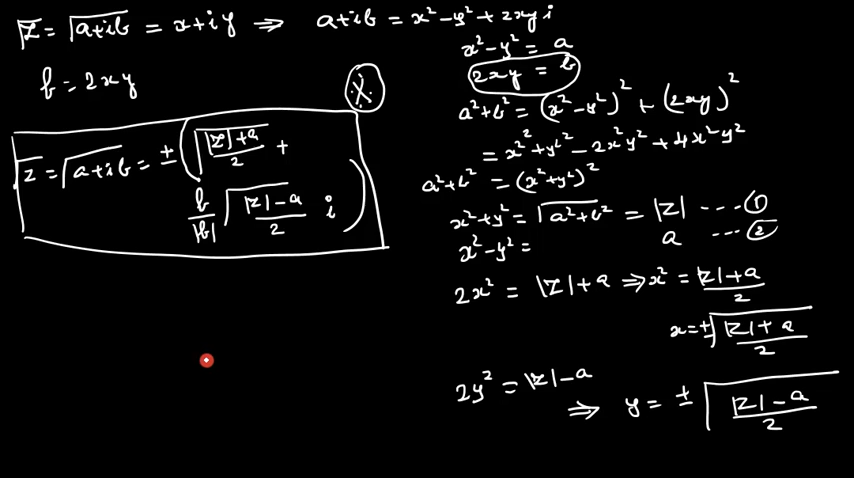 √z = √a+ib = x+iy ⇒ a+ib = x²-y²+2xyi
x²-y² = a
2xy = b
b = 2xy
a²+b² = (x²-y²)² + (2xy)²
= x²+y² - 2x²y² + 4x²y²
a²+b² = (x²+y²)²
x²+y² = √a²+b² = |z| ---- ①
x²-y² = a --- ②
2x² = |z|+a ⇒ x² = |z|+a/2
x = ±√|z|+a/2
2y² = |z|-a
⇒ y = ±√|z|-a/2
√z = √a+ib = ±(√|z|+a/2 +
b/|b| √|z|-a/2 i)